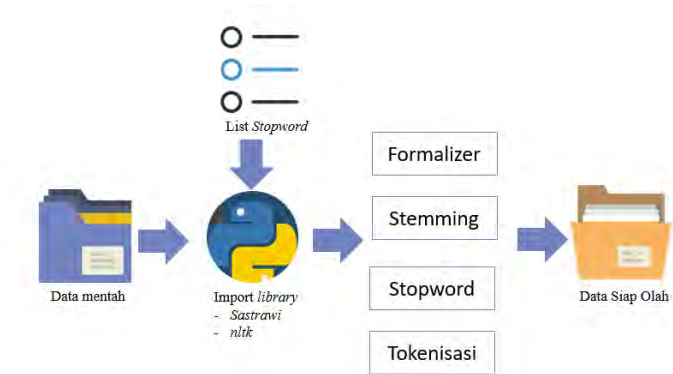 List Stopword
Data mentah
Import library
- Sastrawi
- nltk
Formalizer
Stemming
Stopword
Tokenisasi
Data Siap Olah